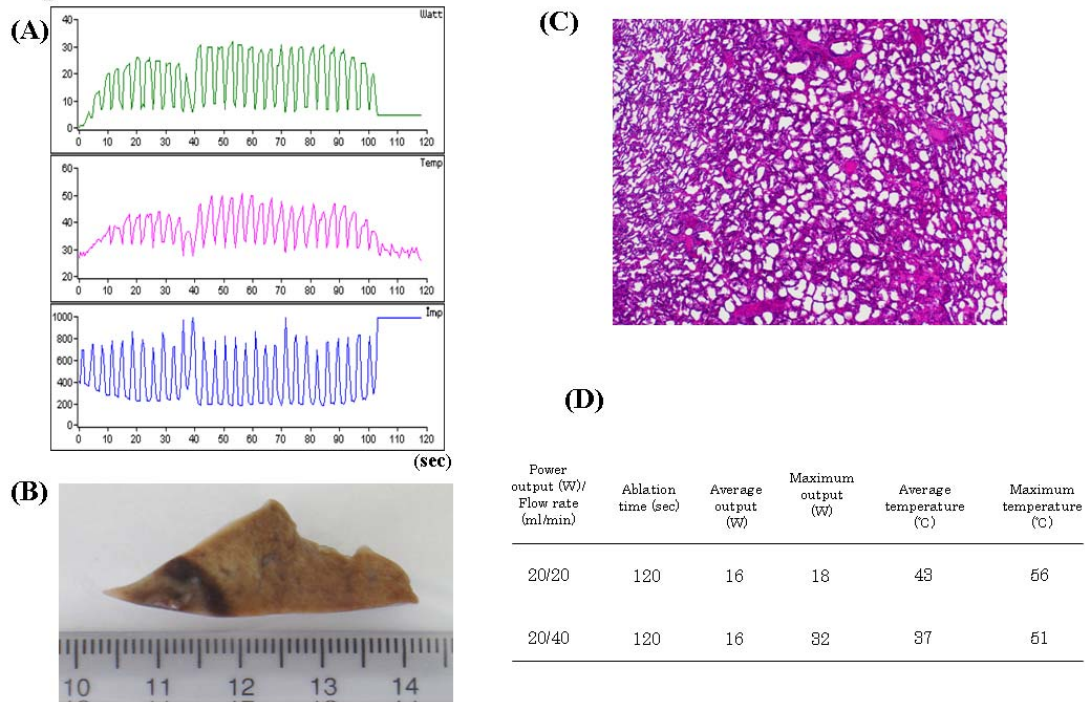 (A)
Watt
40
30
20
10
0
0 10 20 30 40 50 60 70 80 90 100 110 120
Temp
60
50
40
30
20
0 10 20 30 40 50 60 70 80 90 100 110 120
Imp
1000
800
600
400
200
0 10 20 30 40 50 60 70 80 90 100 110 120
(sec)
(B)
10 11 12 13 14
(C)
(D)
Power output (W)/ Flow rate (ml/min) Ablation time (sec) Average output (W) Maximum output (W) Average temperature (℃) Maximum temperature (℃)
20/20 120 16 18 43 56
20/40 120 16 32 37 51